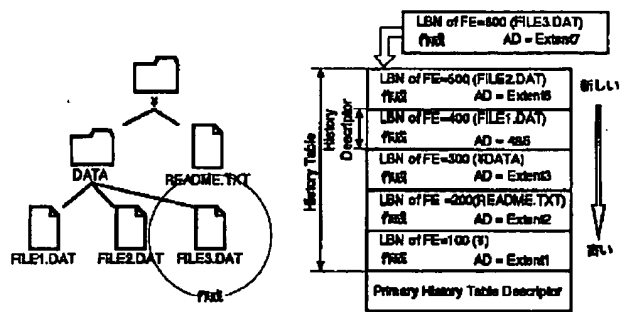 ¥
DATA
README.TXT
FILE1.DAT
FILE2.DAT
FILE3.DAT
作成
LBN of FE=600 (FILE3.DAT)
作成 AD = Extent7
LBN of FE=500 (FILE2.DAT)
作成 AD = Extent6
LBN of FE=400 (FILE1.DAT)
作成 AD = 4&5
LBN of FE=300 (¥DATA)
作成 AD = Extent3
LBN of FE =200(README.TXT)
作成 AD = Extent2
LBN of FE=100 (¥)
作成 AD = Extent1
Primary History Table Descriptor
History Table
History
Descriptor
新しい
古い